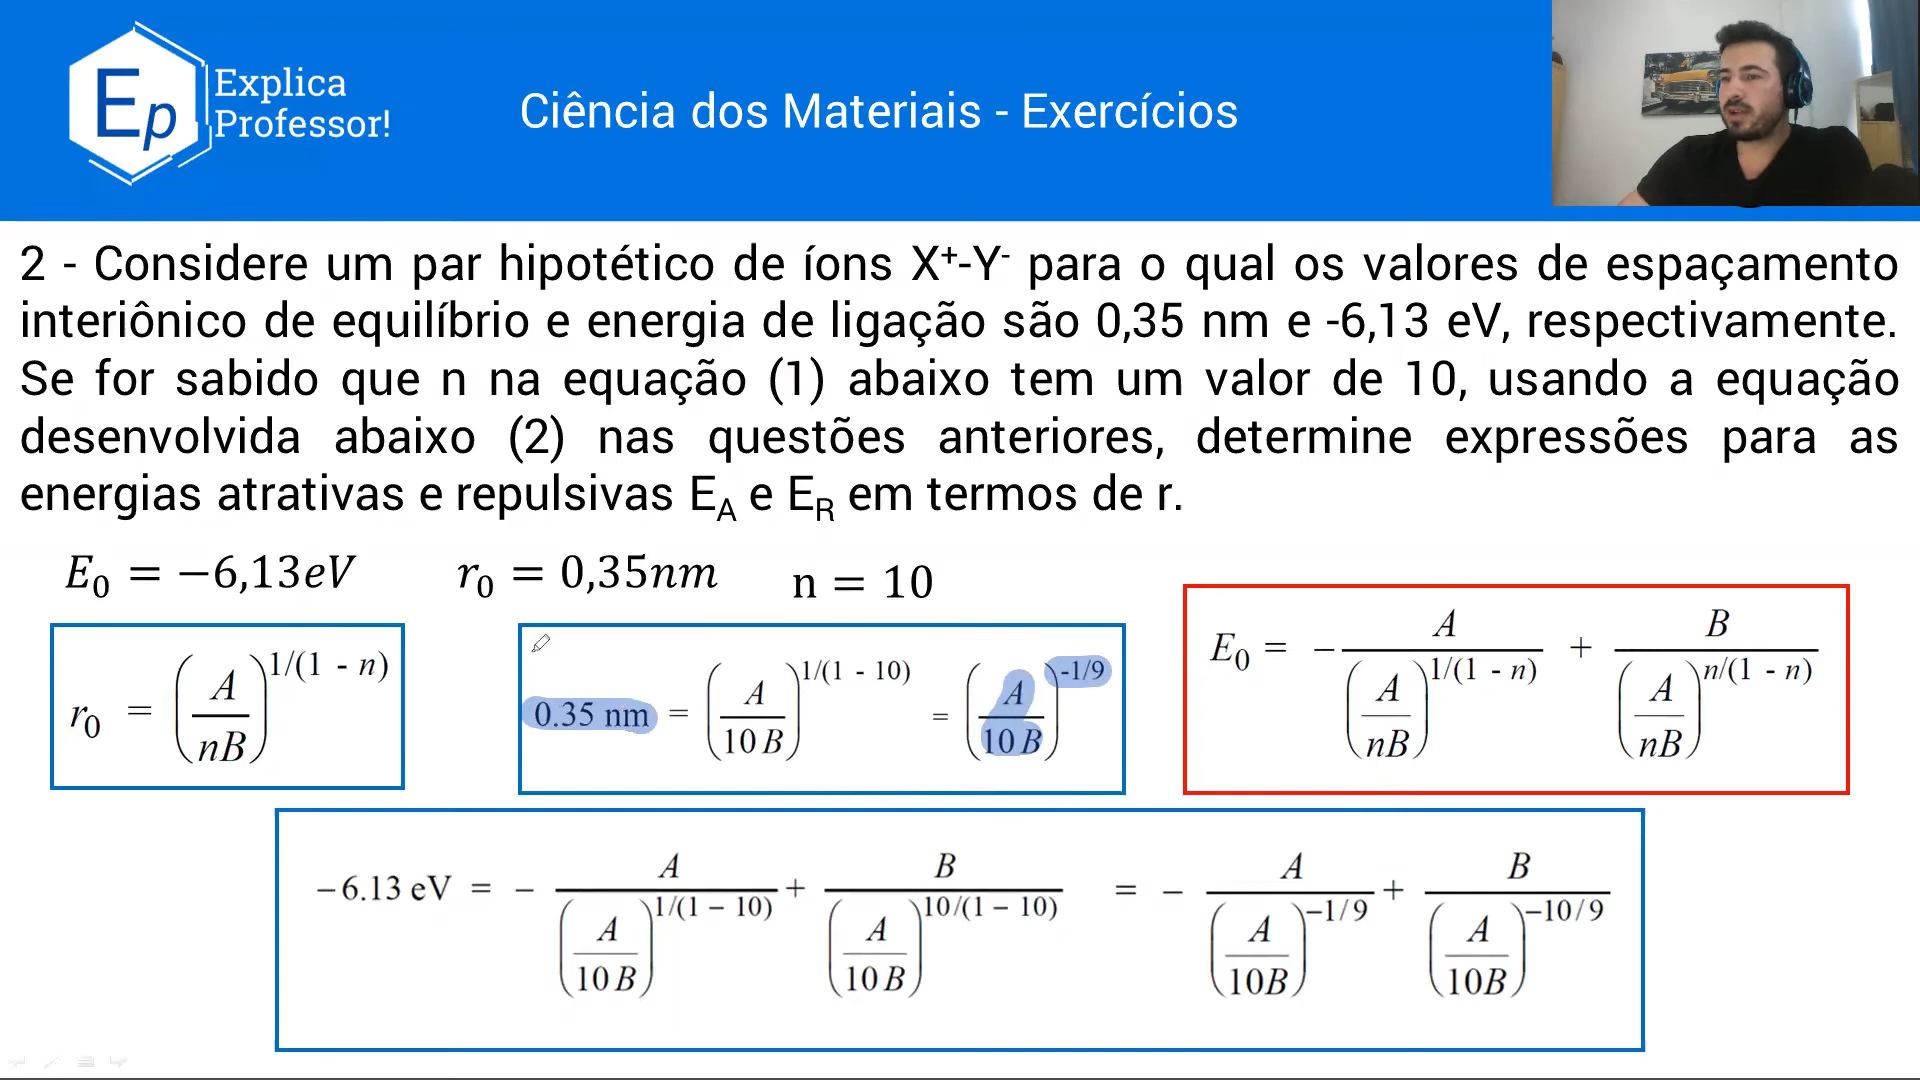 Ep
Explica
Professor!
Ciência dos Materiais - Exercícios
2 - Considere um par hipotético de íons X⁺-Y⁻ para o qual os valores de espaçamento
interiônico de equilíbrio e energia de ligação são 0,35 nm e -6,13 eV, respectivamente.
Se for sabido que n na equação (1) abaixo tem um valor de 10, usando a equação
desenvolvida abaixo (2) nas questões anteriores, determine expressões para as
energias atrativas e repulsivas E_A e E_R em termos de r.
E₀ = −6,13eV r₀ = 0,35nm n = 10
r₀ = (A/nB)^1/(1 - n)
0.35 nm = (A/10 B)^1/(1 - 10) = (A/10 B)^-1/9
E₀ = − A/(A/nB)^1/(1 - n) + B/(A/nB)^n/(1 - n)
−6.13 eV = − A/(A/10 B)^1/(1 − 10) + B/(A/10 B)^10/(1 − 10) = − A/(A/10B)^−1/9 + B/(A/10B)^−10/9